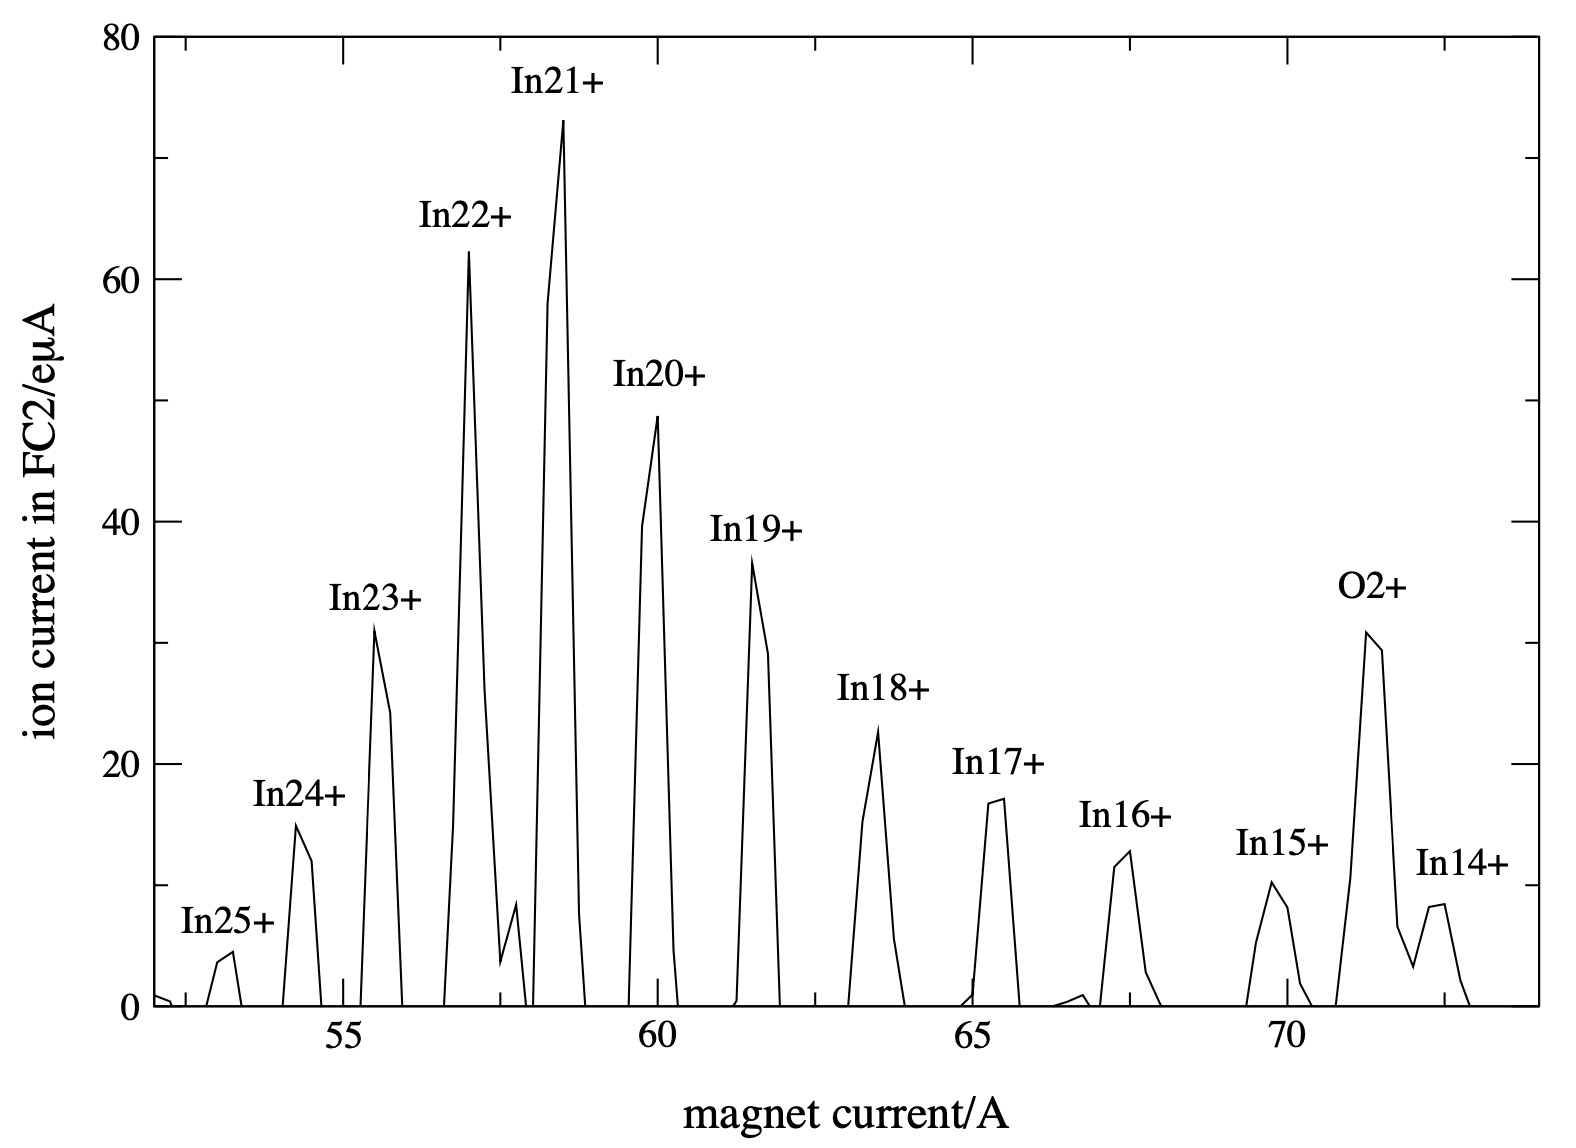 80
In21+
In22+
60
In20+
In19+
40
O2+
In23+
In18+
In17+
20
In24+
In16+
In15+
In14+
In25+
0
55
60
65
70
magnet current/A
ion current in FC2/eμA